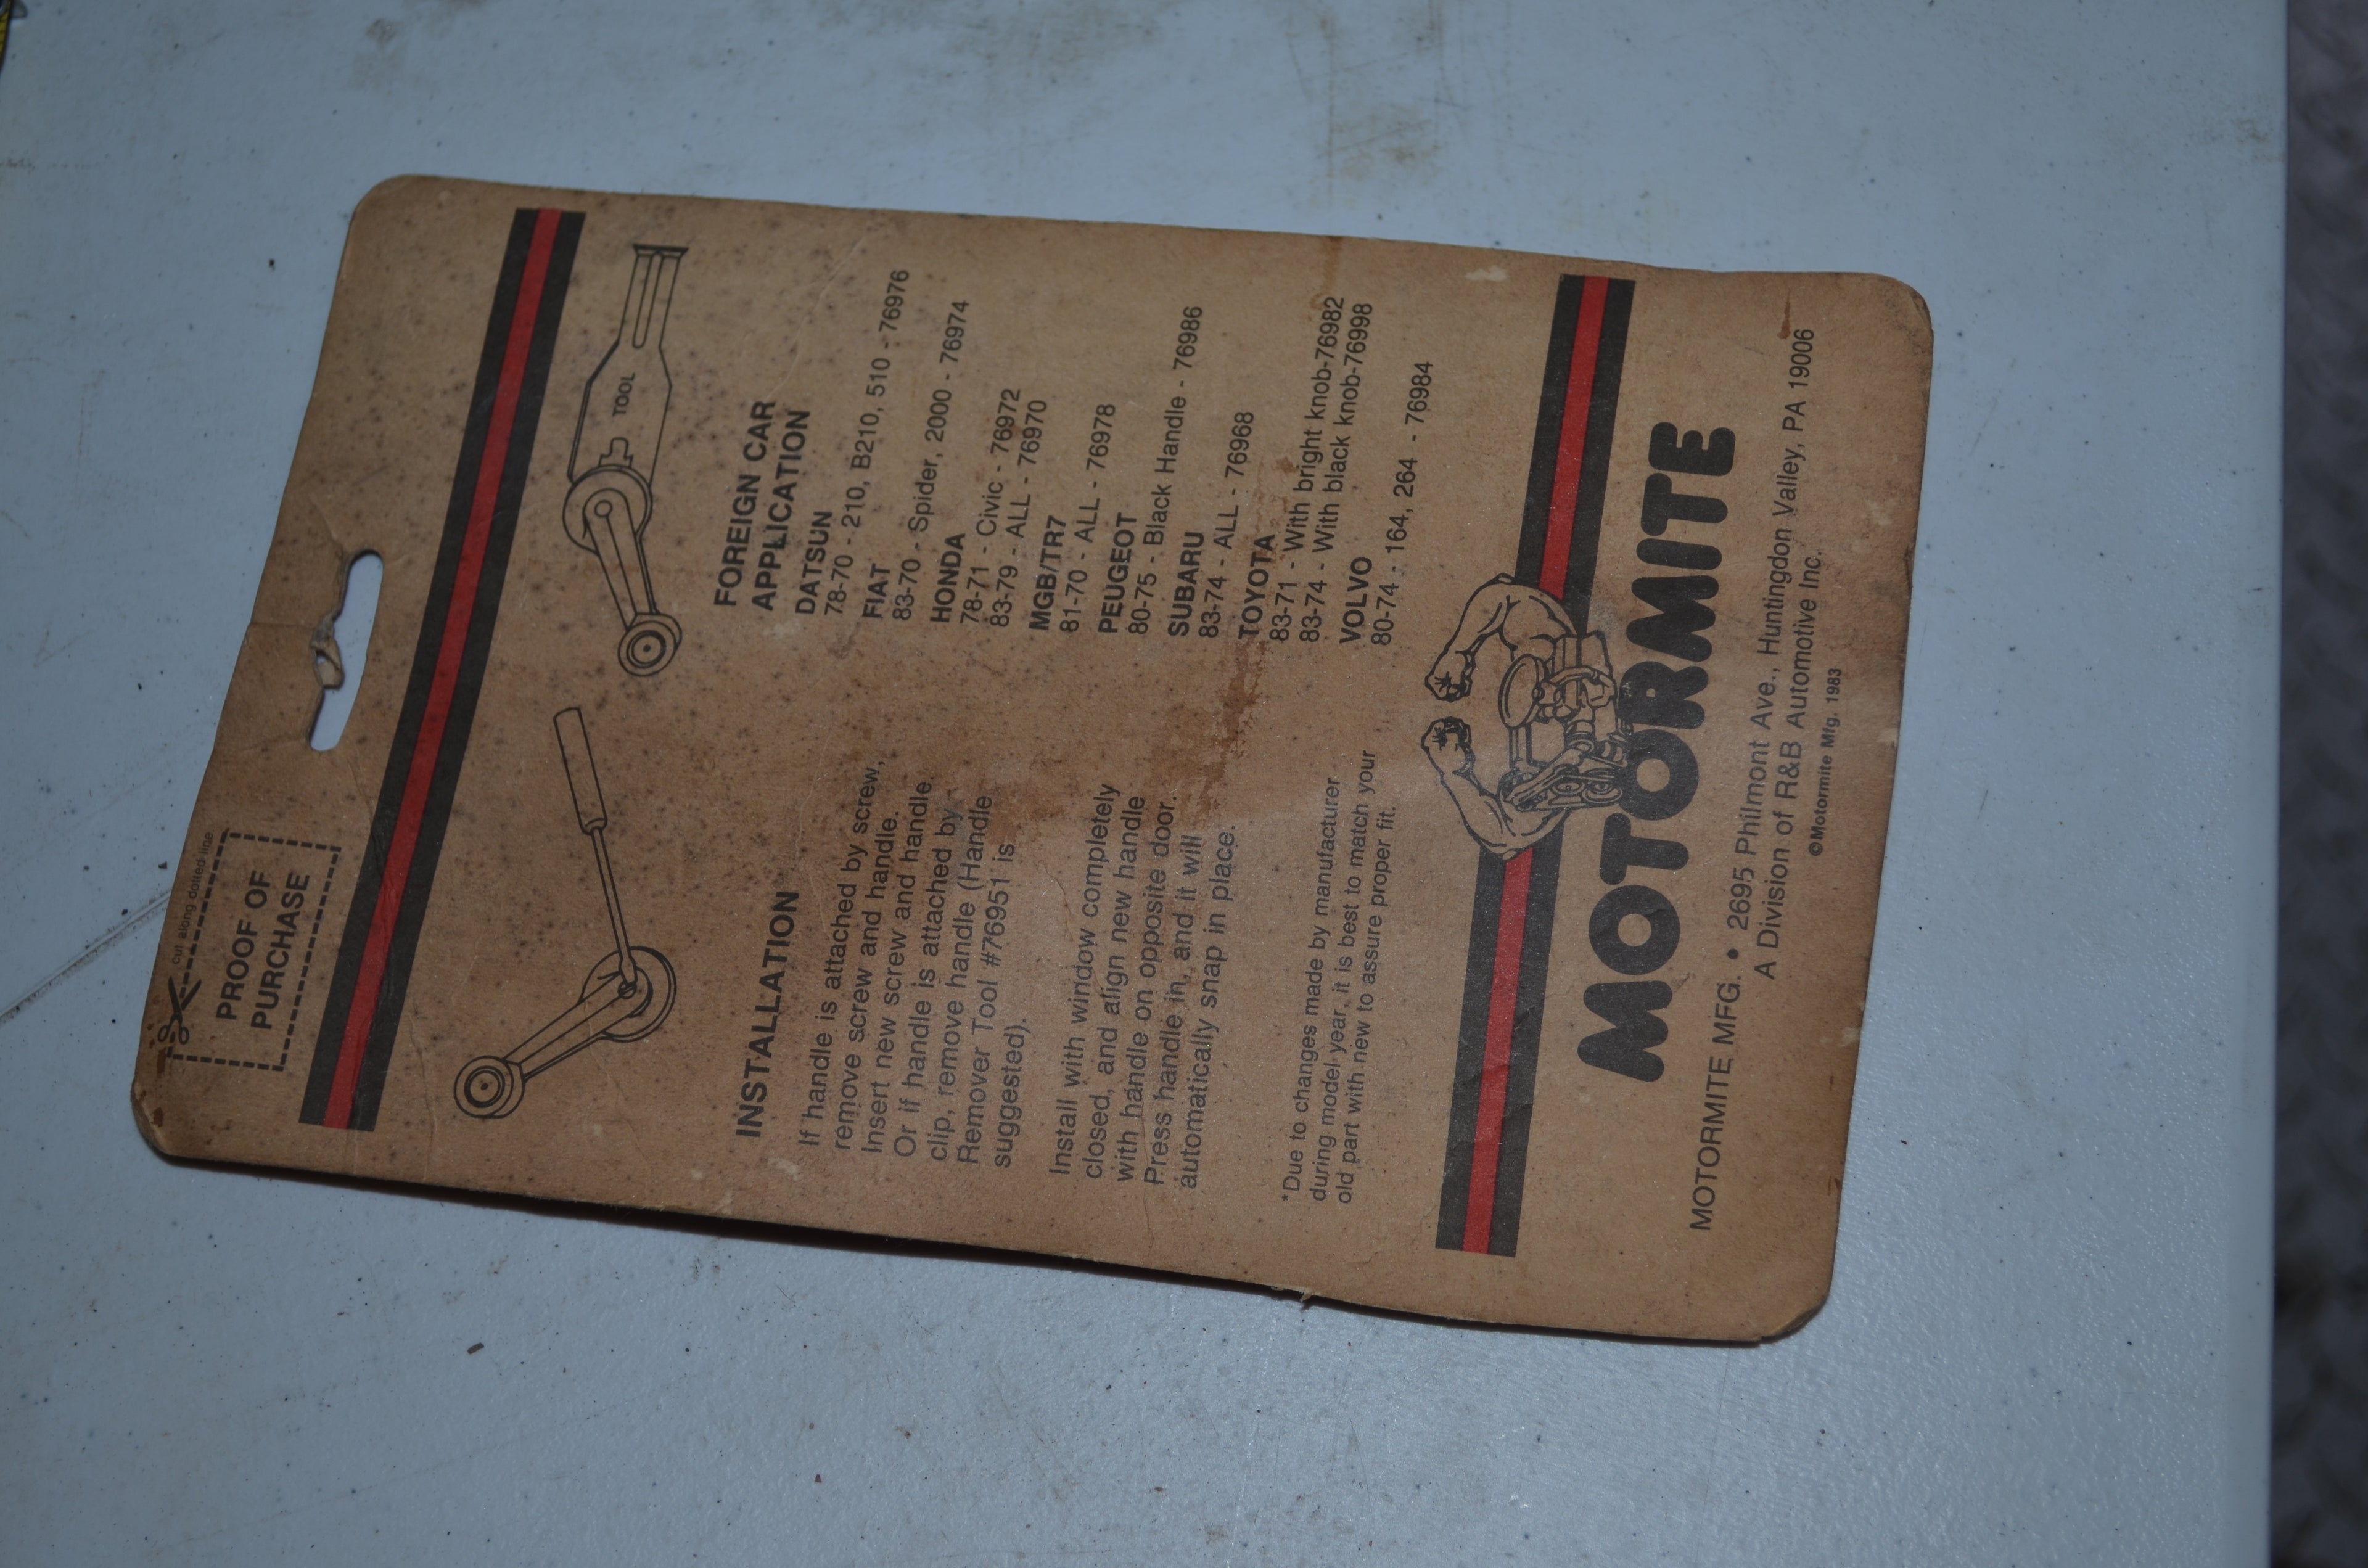 cut along dotted line
PROOF OF
PURCHASE
TOOL
INSTALLATION
If handle is attached by screw,
remove screw and handle.
Insert new screw and handle.
Or if handle is attached by
clip, remove handle (Handle
Remover Tool #76951 is
suggested).
Install with window completely
closed, and align new handle
with handle on opposite door.
Press handle in, and it will
automatically snap in place.
*Due to changes made by manufacturer
during model year, it is best to match your
old part with new to assure proper fit.
FOREIGN CAR
APPLICATION
DATSUN
78-70 - 210, B210, 510 - 76976
FIAT
83-70 - Spider, 2000 - 76974
HONDA
78-71 - Civic - 76972
83-79 - ALL - 76970
MGB/TR7
81-70 - ALL - 76978
PEUGEOT
80-75 - Black Handle - 76986
SUBARU
83-74 - ALL - 76968
TOYOTA
83-71 - With bright knob-76982
83-74 - With black knob-76998
VOLVO
80-74 - 164, 264 - 76984
MOTORMITE
MOTORMITE MFG. • 2695 Philmont Ave., Huntingdon Valley, PA 19006
A Division of R&B Automotive Inc.
©Motormite Mfg. 1983